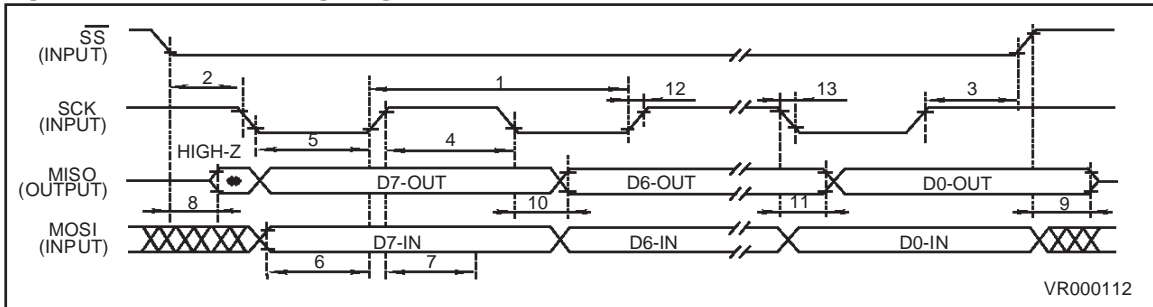 SS
(INPUT)
2
1
12
13
3
SCK
(INPUT)
5
4
HIGH-Z
MISO
(OUTPUT)
D7-OUT
D6-OUT
D0-OUT
8
10
11
9
MOSI
(INPUT)
D7-IN
D6-IN
D0-IN
6
7
VR000112